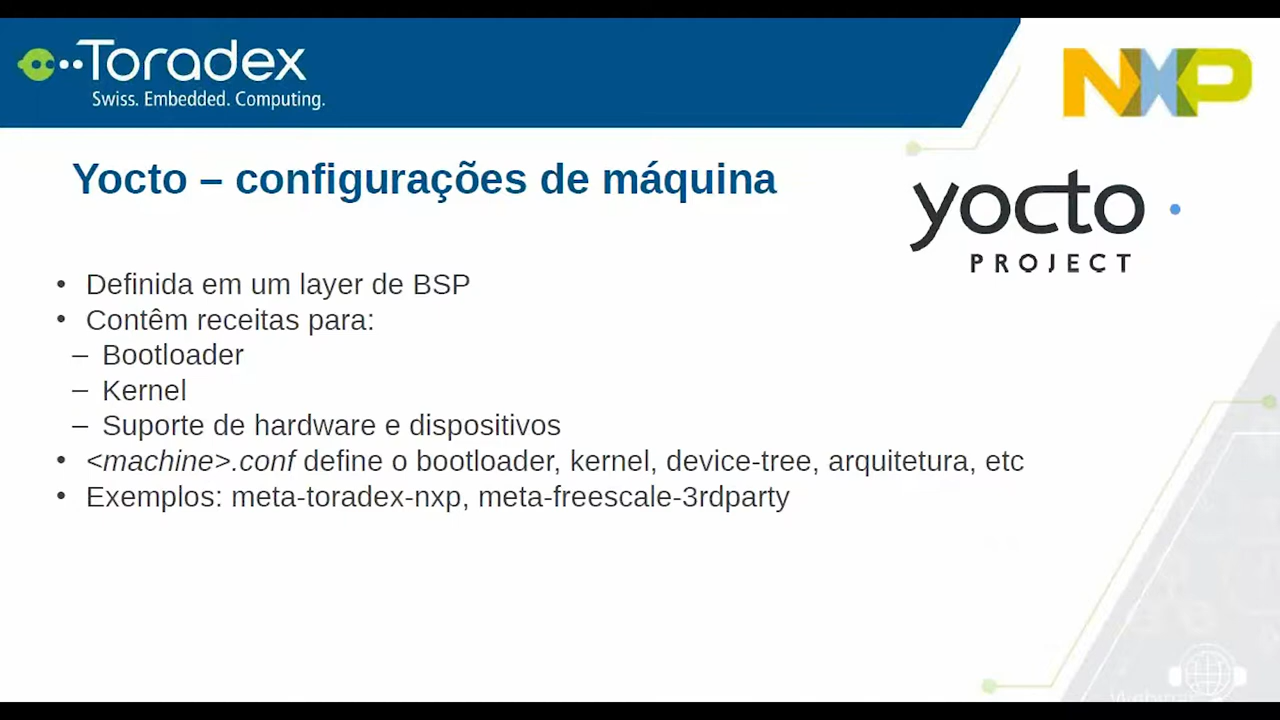 Toradex
Swiss. Embedded. Computing.
NXP
Yocto – configurações de máquina
yocto
PROJECT
• Definida em um layer de BSP
• Contêm receitas para:
– Bootloader
– Kernel
– Suporte de hardware e dispositivos
• <machine>.conf define o bootloader, kernel, device-tree, arquitetura, etc
• Exemplos: meta-toradex-nxp, meta-freescale-3rdparty